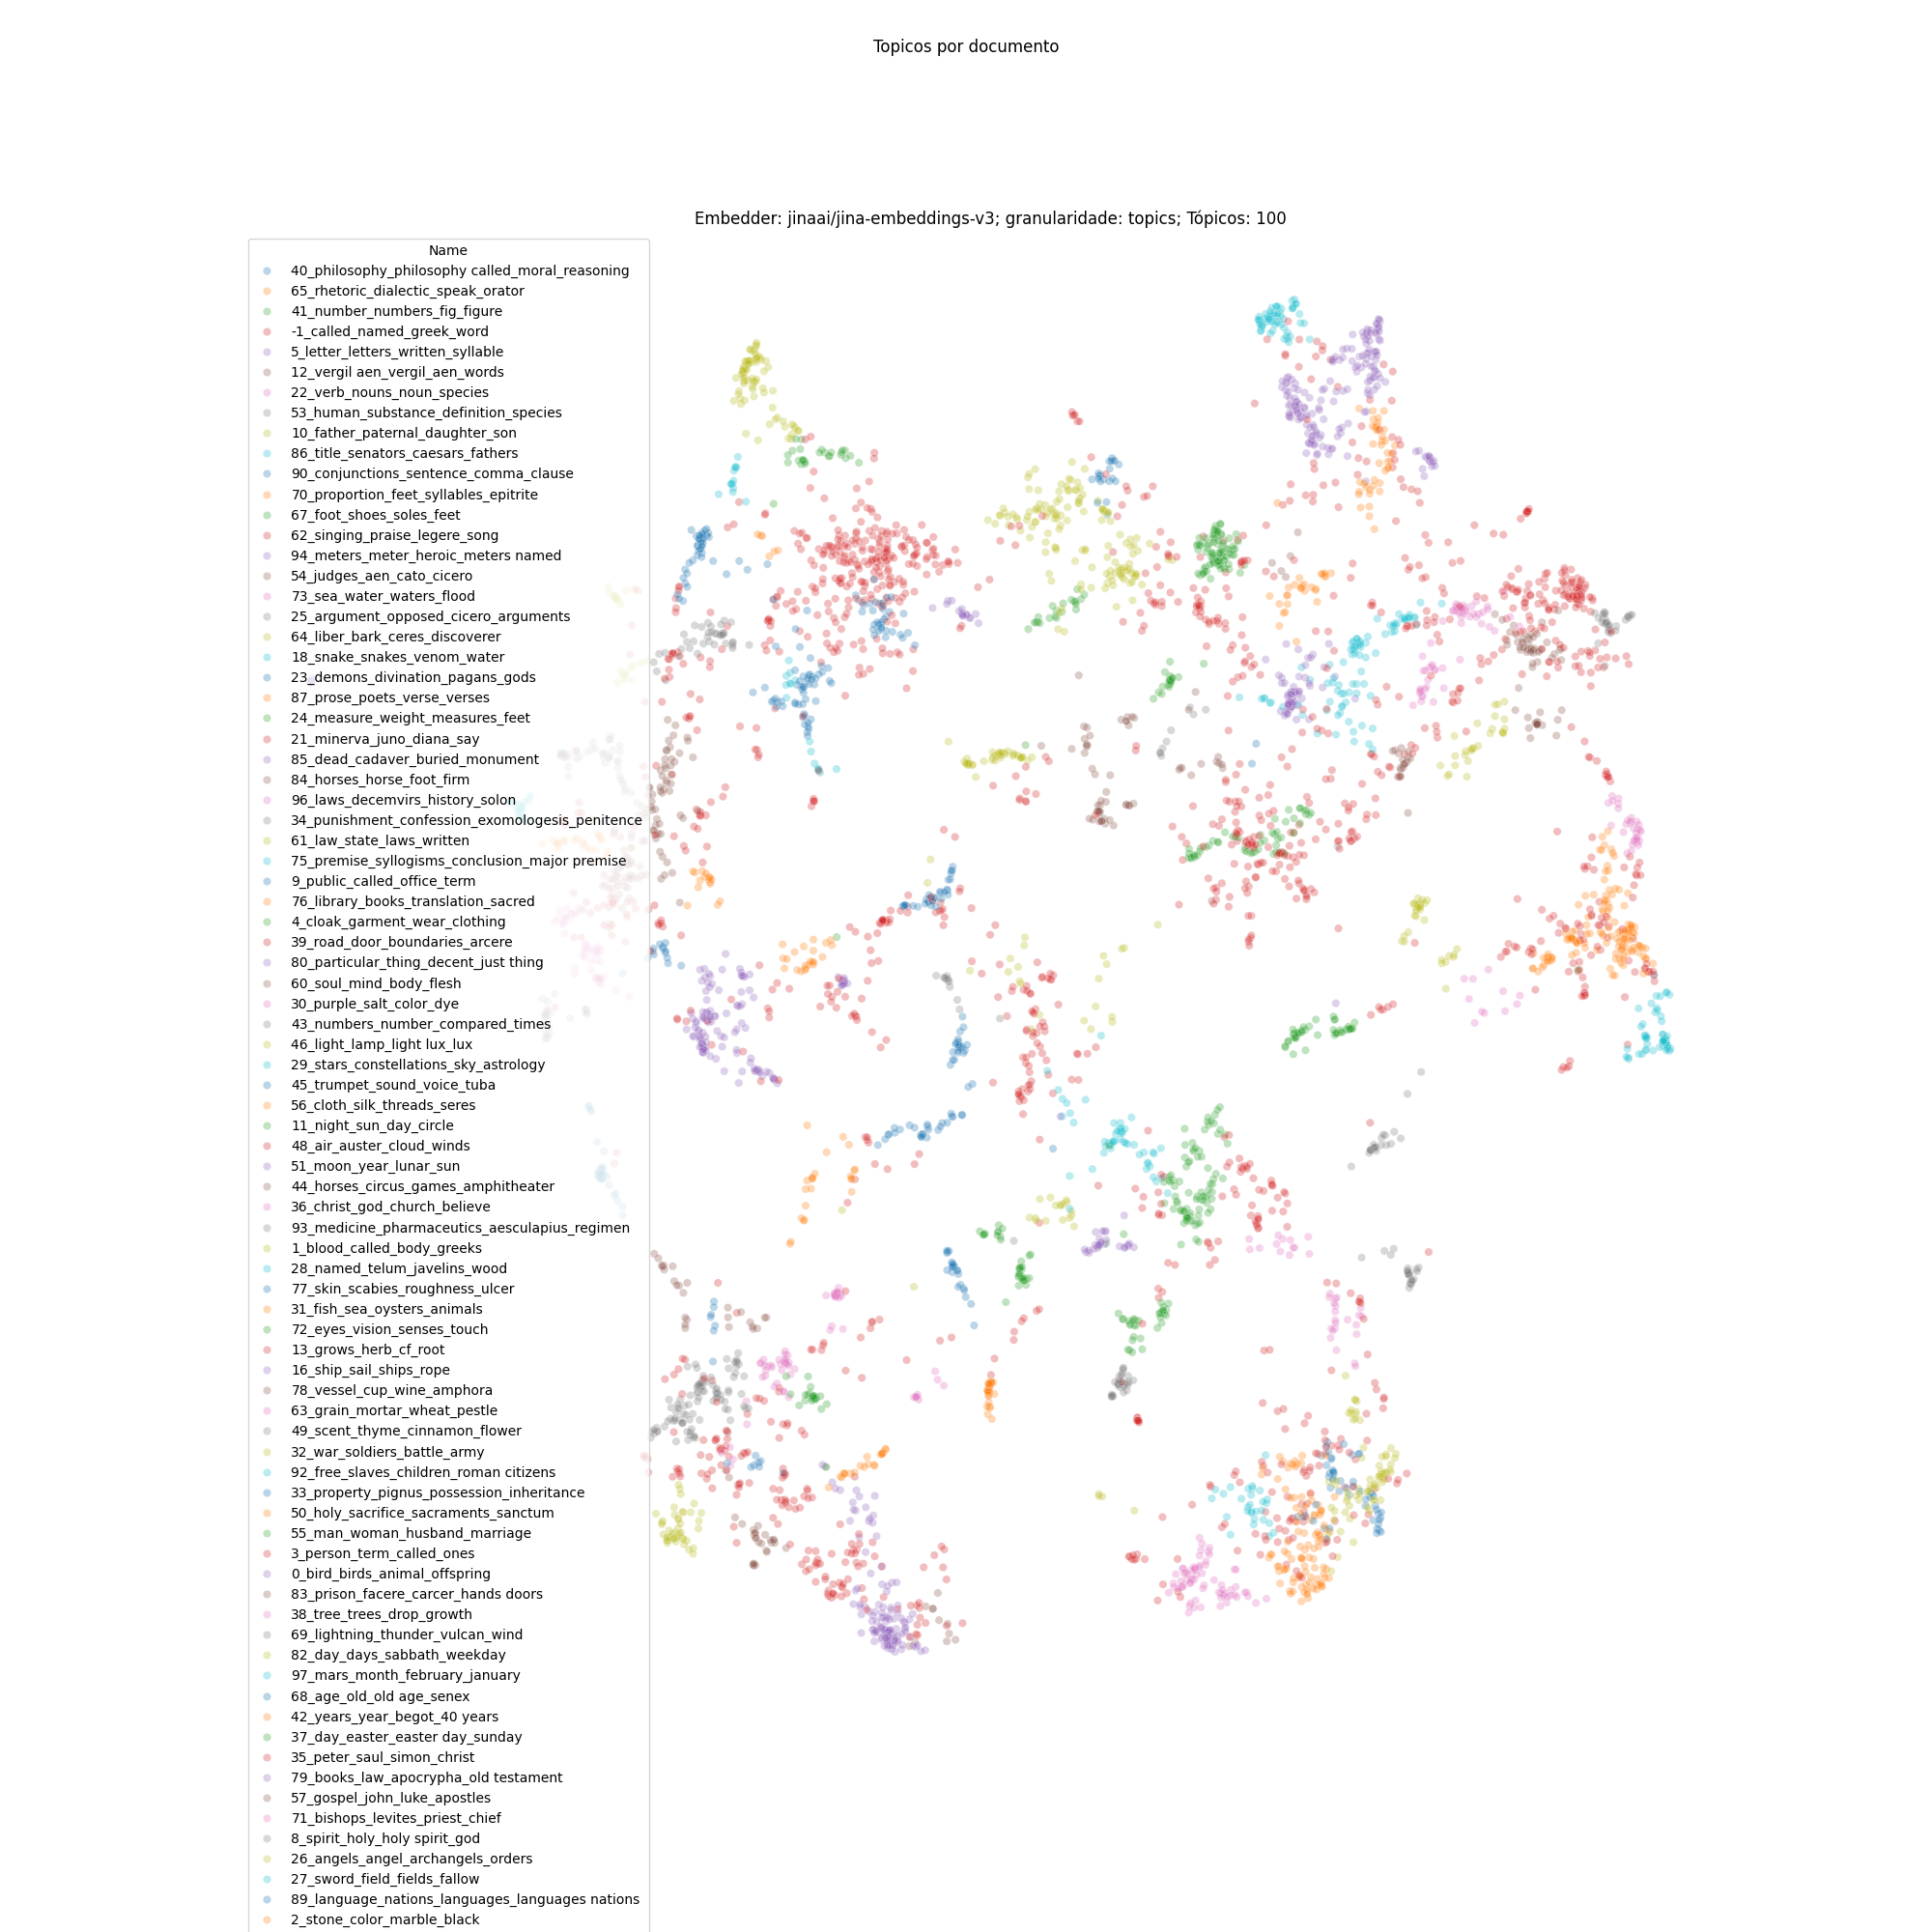 Topicos por documento
Embedder: jinaai/jina-embeddings-v3; granularidade: topics; Tópicos: 100
Name
40_philosophy_philosophy called_moral_reasoning
65_rhetoric_dialectic_speak_orator
41_number_numbers_fig_figure
-1_called_named_greek_word
5_letter_letters_written_syllable
12_vergil aen_vergil_aen_words
22_verb_nouns_noun_species
53_human_substance_definition_species
10_father_paternal_daughter_son
86_title_senators_caesars_fathers
90_conjunctions_sentence_comma_clause
70_proportion_feet_syllables_epitrite
67_foot_shoes_soles_feet
62_singing_praise_legere_song
94_meters_meter_heroic_meters named
54_judges_aen_cato_cicero
73_sea_water_waters_flood
25_argument_opposed_cicero_arguments
64_liber_bark_ceres_discoverer
18_snake_snakes_venom_water
23_demons_divination_pagans_gods
87_prose_poets_verse_verses
24_measure_weight_measures_feet
21_minerva_juno_diana_say
85_dead_cadaver_buried_monument
84_horses_horse_foot_firm
96_laws_decemvirs_history_solon
34_punishment_confession_exomologesis_penitence
61_law_state_laws_written
75_premise_syllogisms_conclusion_major premise
9_public_called_office_term
76_library_books_translation_sacred
4_cloak_garment_wear_clothing
39_road_door_boundaries_arcere
80_particular_thing_decent_just thing
60_soul_mind_body_flesh
30_purple_salt_color_dye
43_numbers_number_compared_times
46_light_lamp_light lux_lux
29_stars_constellations_sky_astrology
45_trumpet_sound_voice_tuba
56_cloth_silk_threads_seres
11_night_sun_day_circle
48_air_auster_cloud_winds
51_moon_year_lunar_sun
44_horses_circus_games_amphitheater
36_christ_god_church_believe
93_medicine_pharmaceutics_aesculapius_regimen
1_blood_called_body_greeks
28_named_telum_javelins_wood
77_skin_scabies_roughness_ulcer
31_fish_sea_oysters_animals
72_eyes_vision_senses_touch
13_grows_herb_cf_root
16_ship_sail_ships_rope
78_vessel_cup_wine_amphora
63_grain_mortar_wheat_pestle
49_scent_thyme_cinnamon_flower
32_war_soldiers_battle_army
92_free_slaves_children_roman citizens
33_property_pignus_possession_inheritance
50_holy_sacrifice_sacraments_sanctum
55_man_woman_husband_marriage
3_person_term_called_ones
0_bird_birds_animal_offspring
83_prison_facere_carcer_hands doors
38_tree_trees_drop_growth
69_lightning_thunder_vulcan_wind
82_day_days_sabbath_weekday
97_mars_month_february_january
68_age_old_old age_senex
42_years_year_begot_40 years
37_day_easter_easter day_sunday
35_peter_saul_simon_christ
79_books_law_apocrypha_old testament
57_gospel_john_luke_apostles
71_bishops_levites_priest_chief
8_spirit_holy_holy spirit_god
26_angels_angel_archangels_orders
27_sword_field_fields_fallow
89_language_nations_languages_languages nations
2_stone_color_marble_black